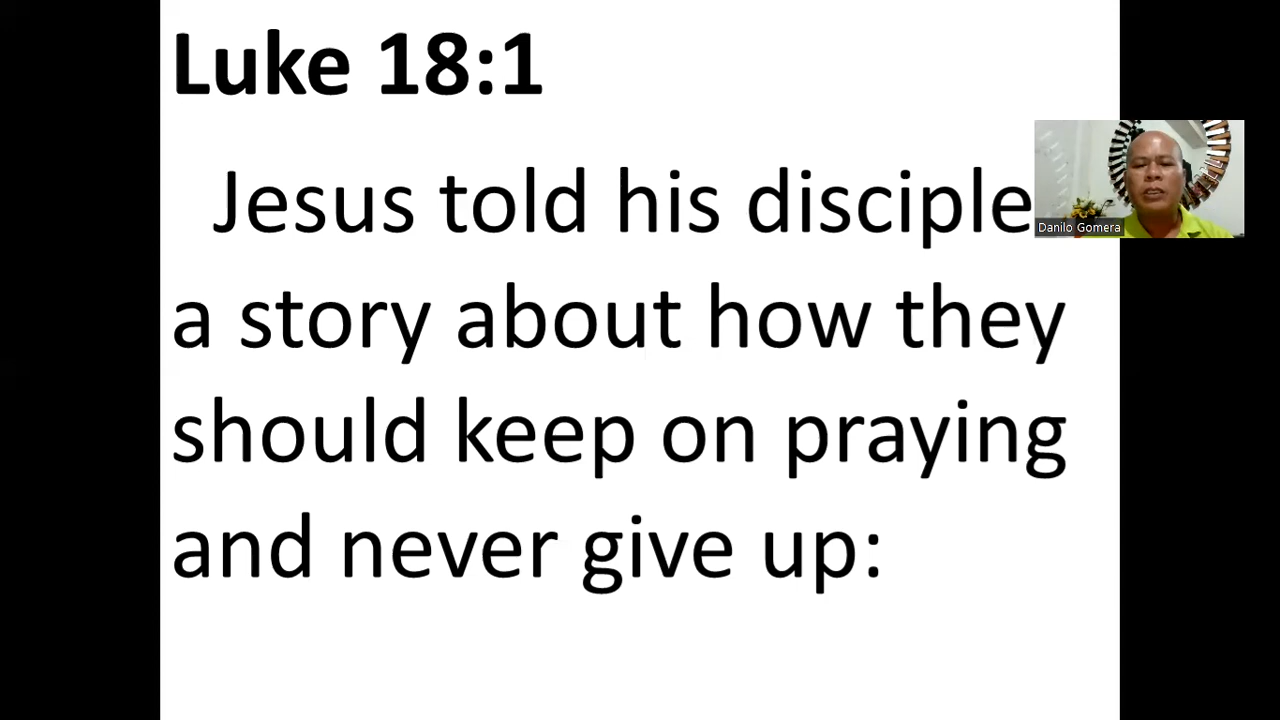 Luke 18:1
Jesus told his disciple
a story about how they
should keep on praying
and never give up:
Danilo Gomera